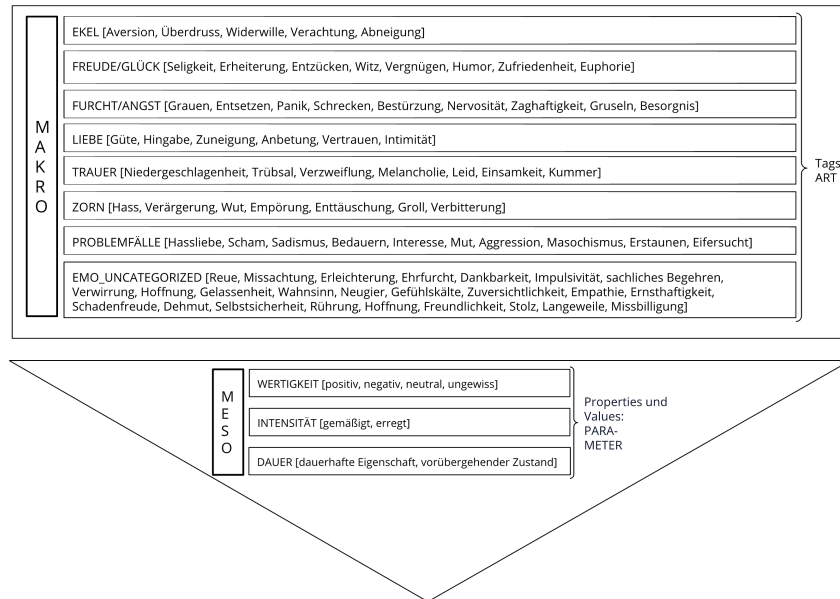 MAKRO
EKEL [Aversion, Überdruss, Widerwille, Verachtung, Abneigung]
FREUDE/GLÜCK [Seligkeit, Erheiterung, Entzücken, Witz, Vergnügen, Humor, Zufriedenheit, Euphorie]
FURCHT/ANGST [Grauen, Entsetzen, Panik, Schrecken, Bestürzung, Nervosität, Zaghaftigkeit, Gruseln, Besorgnis]
LIEBE [Güte, Hingabe, Zuneigung, Anbetung, Vertrauen, Intimität]
TRAUER [Niedergeschlagenheit, Trübsal, Verzweiflung, Melancholie, Leid, Einsamkeit, Kummer]
ZORN [Hass, Verärgerung, Wut, Empörung, Enttäuschung, Groll, Verbitterung]
PROBLEMFÄLLE [Hassliebe, Scham, Sadismus, Bedauern, Interesse, Mut, Aggression, Masochismus, Erstaunen, Eifersucht]
EMO_UNCATEGORIZED [Reue, Missachtung, Erleichterung, Ehrfurcht, Dankbarkeit, Impulsivität, sachliches Begehren,
Verwirrung, Hoffnung, Gelassenheit, Wahnsinn, Neugier, Gefühlskälte, Zuversichtlichkeit, Empathie, Ernsthaftigkeit,
Schadenfreude, Dehmut, Selbstsicherheit, Rührung, Hoffnung, Freundlichkeit, Stolz, Langeweile, Missbilligung]
Tags
ART
MESO
WERTIGKEIT [positiv, negativ, neutral, ungewiss]
INTENSITÄT [gemäßigt, erregt]
DAUER [dauerhafte Eigenschaft, vorübergehender Zustand]
Properties und
Values:
PARA-
METER